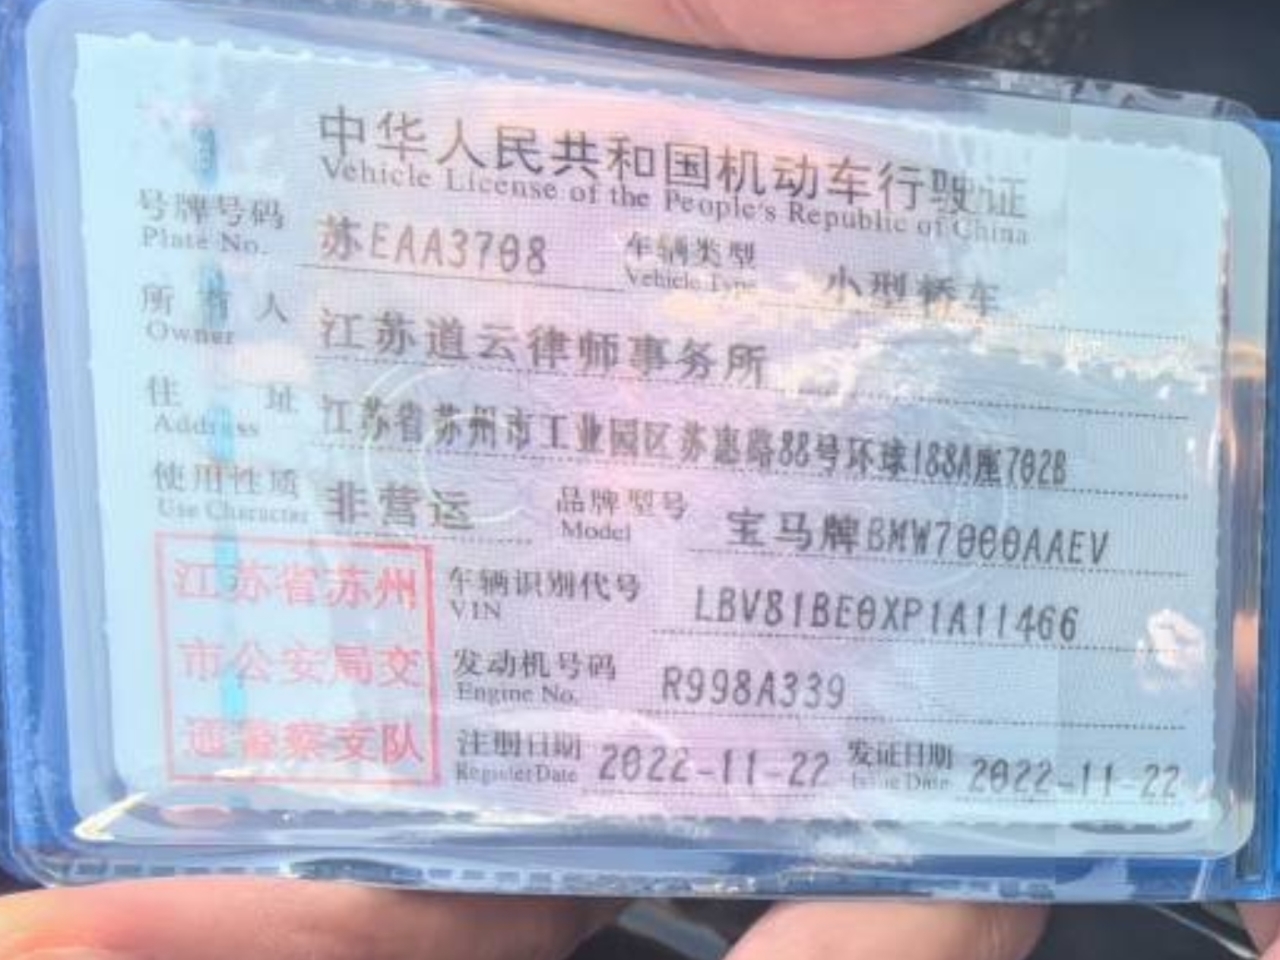 中华人民共和国机动车行驶证
Vehicle License of the People's Republic of China
号牌号码 苏EAA3708 车辆类型 小型轿车
Plate No. Vehicle Type
所有人 江苏道云律师事务所
Owner
住址 江苏省苏州市工业园区苏惠路88号环球188A座702B
Address
使用性质 非营运 品牌型号 宝马牌BMW7000AAEV
Use Character Model
江苏省苏州
市公安局交
通警察支队
车辆识别代号 LBV81BE0XP1A11466
VIN
发动机号码 R998A339
Engine No.
注册日期 2022-11-22 发证日期 2022-11-22
Register Date Issue Date